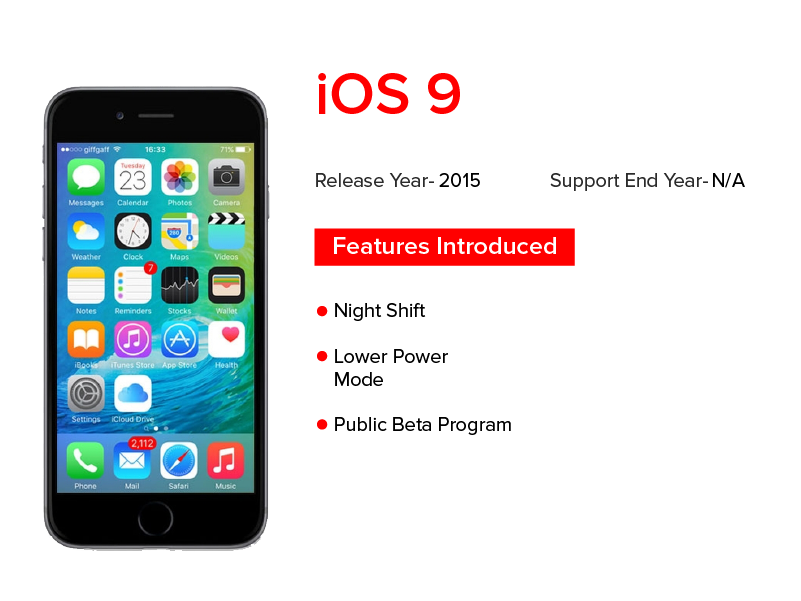 iOS 9
Release Year- 2015
Support End Year- N/A
Features Introduced
Night Shift
Lower Power
Mode
Public Beta Program
giffgaff 16:33 71%
Tuesday
23
Messages Calendar Photos Camera
280
Weather Clock Maps Videos
7
Notes Reminders Stocks Wallet
iBooks iTunes Store App Store Health
Settings iCloud Drive
2,112
Phone Mail Safari Music